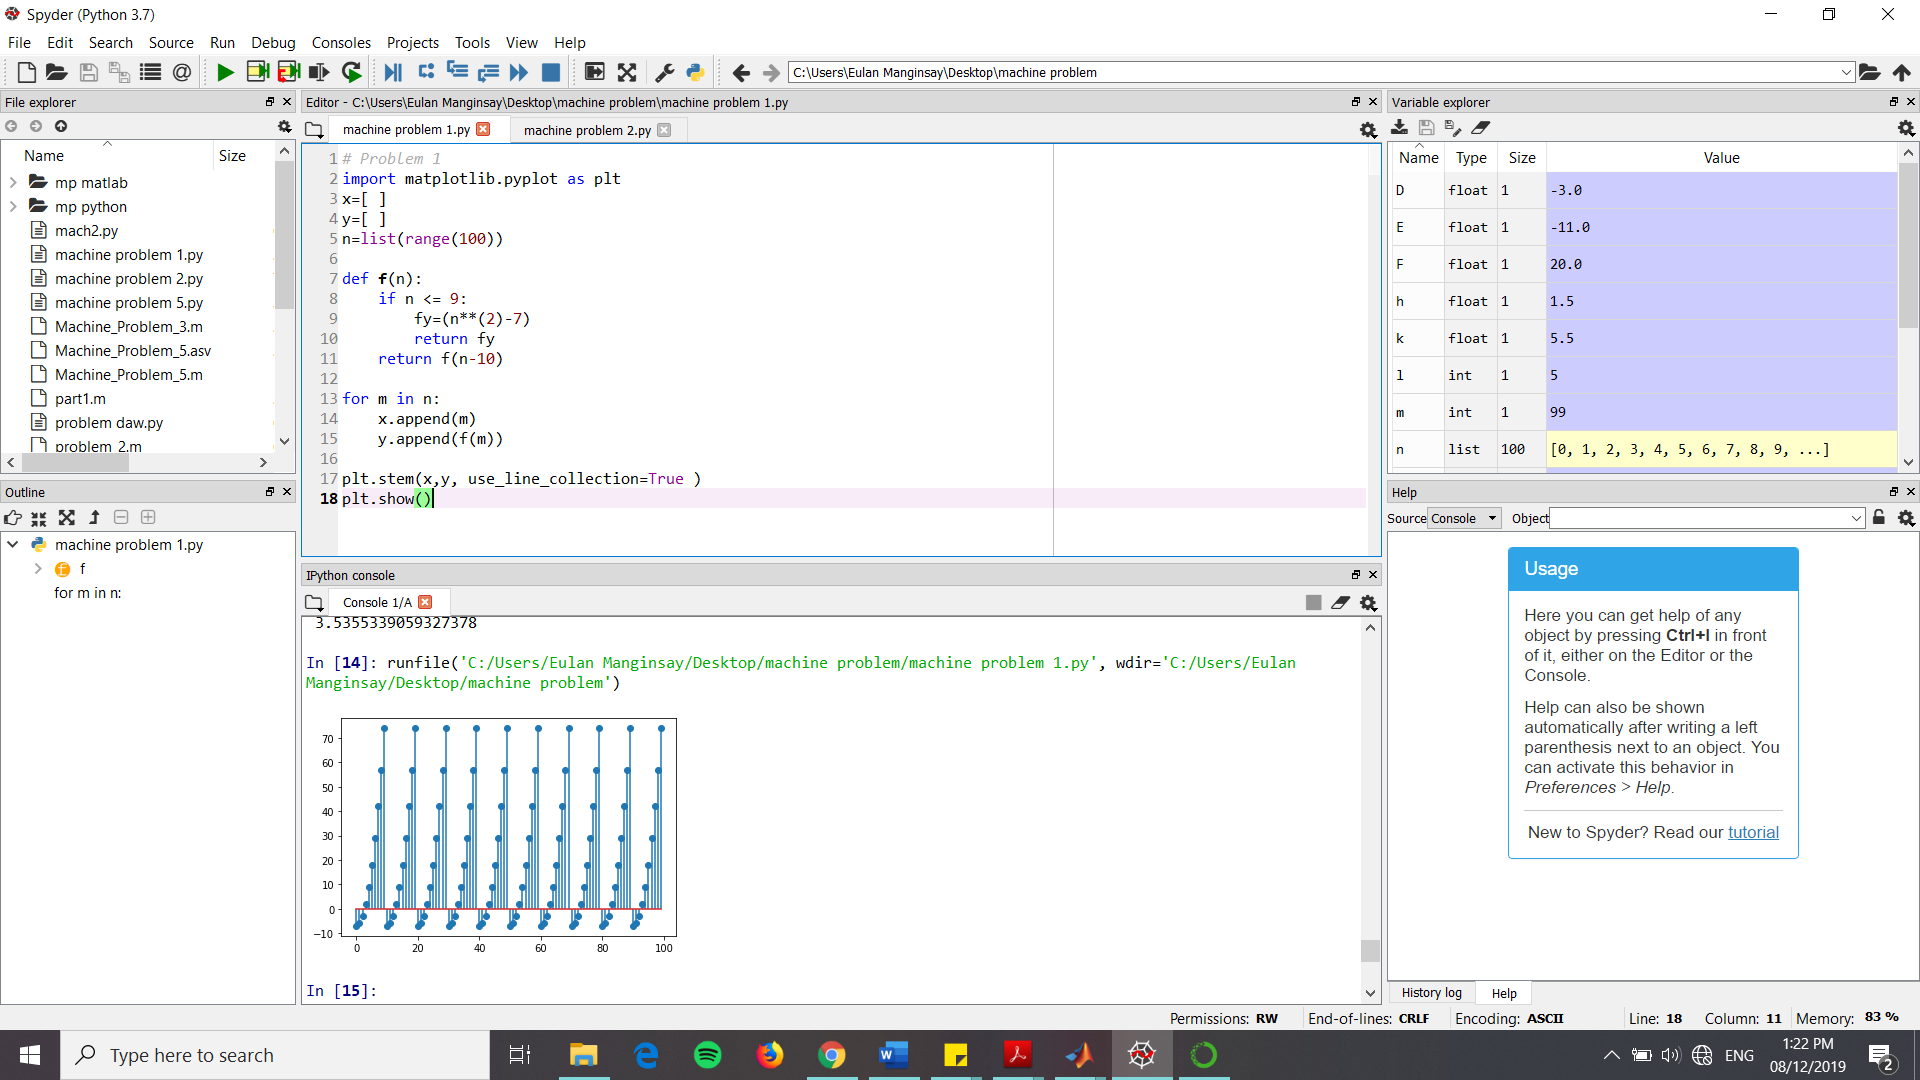 Spyder (Python 3.7)
File Edit Search Source Run Debug Consoles Projects Tools View Help
C:\Users\Eulan Manginsay\Desktop\machine problem
File explorer
Name Size
mp matlab
mp python
mach2.py
machine problem 1.py
machine problem 2.py
machine problem 5.py
Machine_Problem_3.m
Machine_Problem_5.asv
Machine_Problem_5.m
part1.m
problem daw.py
problem 2.m
Outline
machine problem 1.py
f
for m in n:
Editor - C:\Users\Eulan Manginsay\Desktop\machine problem\machine problem 1.py
machine problem 1.py machine problem 2.py
1 # Problem 1
2 import matplotlib.pyplot as plt
3 x=[ ]
4 y=[ ]
5 n=list(range(100))
6
7 def f(n):
8     if n <= 9:
9         fy=(n**(2)-7)
10         return fy
11     return f(n-10)
12
13 for m in n:
14     x.append(m)
15     y.append(f(m))
16
17 plt.stem(x,y, use_line_collection=True )
18 plt.show()
IPython console
Console 1/A
3.5355339059327378
In [14]: runfile('C:/Users/Eulan Manginsay/Desktop/machine problem/machine problem 1.py', wdir='C:/Users/Eulan
Manginsay/Desktop/machine problem')
70
60
50
40
30
20
10
0
−10
0 20 40 60 80 100
In [15]:
Variable explorer
Name Type Size Value
D float 1 -3.0
E float 1 -11.0
F float 1 20.0
h float 1 1.5
k float 1 5.5
l int 1 5
m int 1 99
n list 100 [0, 1, 2, 3, 4, 5, 6, 7, 8, 9, ...]
Help
Source Console Object
Usage
Here you can get help of any
object by pressing Ctrl+I in front
of it, either on the Editor or the
Console.
Help can also be shown
automatically after writing a left
parenthesis next to an object. You
can activate this behavior in
Preferences > Help.
New to Spyder? Read our tutorial
History log Help
Permissions: RW End-of-lines: CRLF Encoding: ASCII Line: 18 Column: 11 Memory: 83 %
Type here to search
ENG
1:22 PM
08/12/2019
2